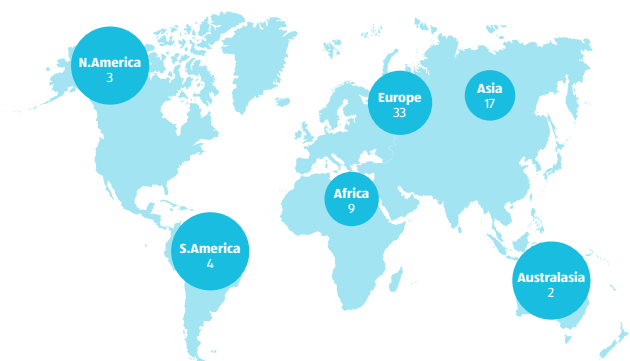 N.America
3
Europe
33
Asia
17
Africa
9
S.America
4
Australasia
2